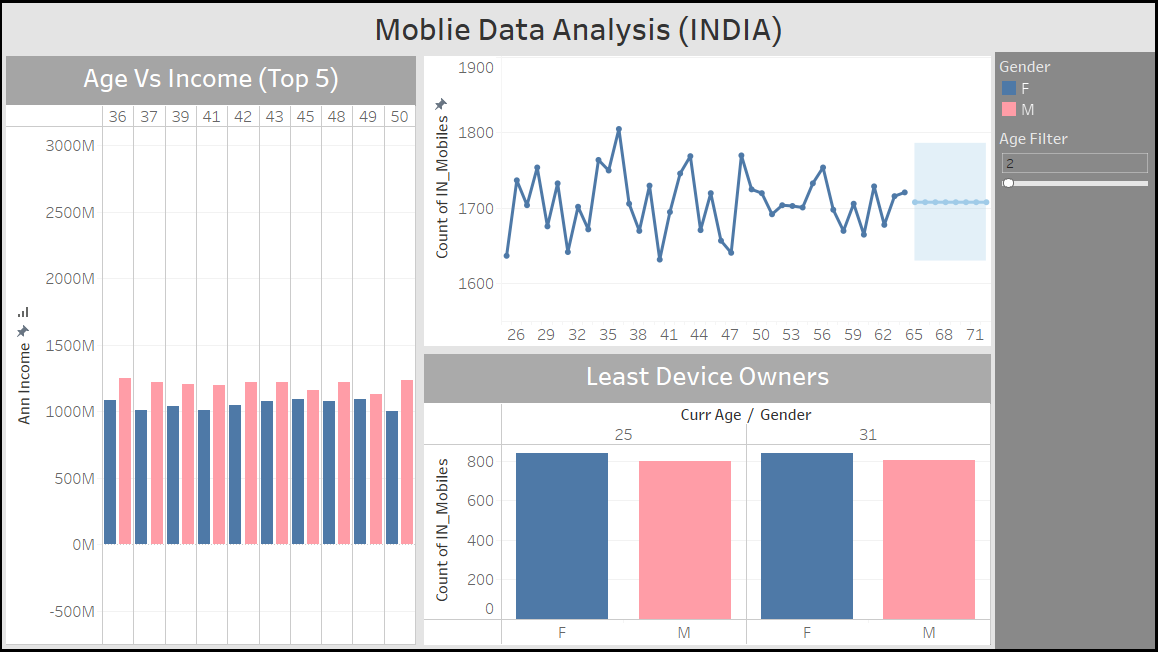 Moblie Data Analysis (INDIA)
Age Vs Income (Top 5)
36 37 39 41 42 43 45 48 49 50
3000M
2500M
2000M
1500M
1000M
500M
0M
-500M
Ann Income
1900
1800
1700
1600
Count of IN_Mobiles
26 29 32 35 38 41 44 47 50 53 56 59 62 65 68 71
Least Device Owners
Curr Age / Gender
25 31
800
600
400
200
0
Count of IN_Mobiles
F M F M
Gender
F
M
Age Filter
2